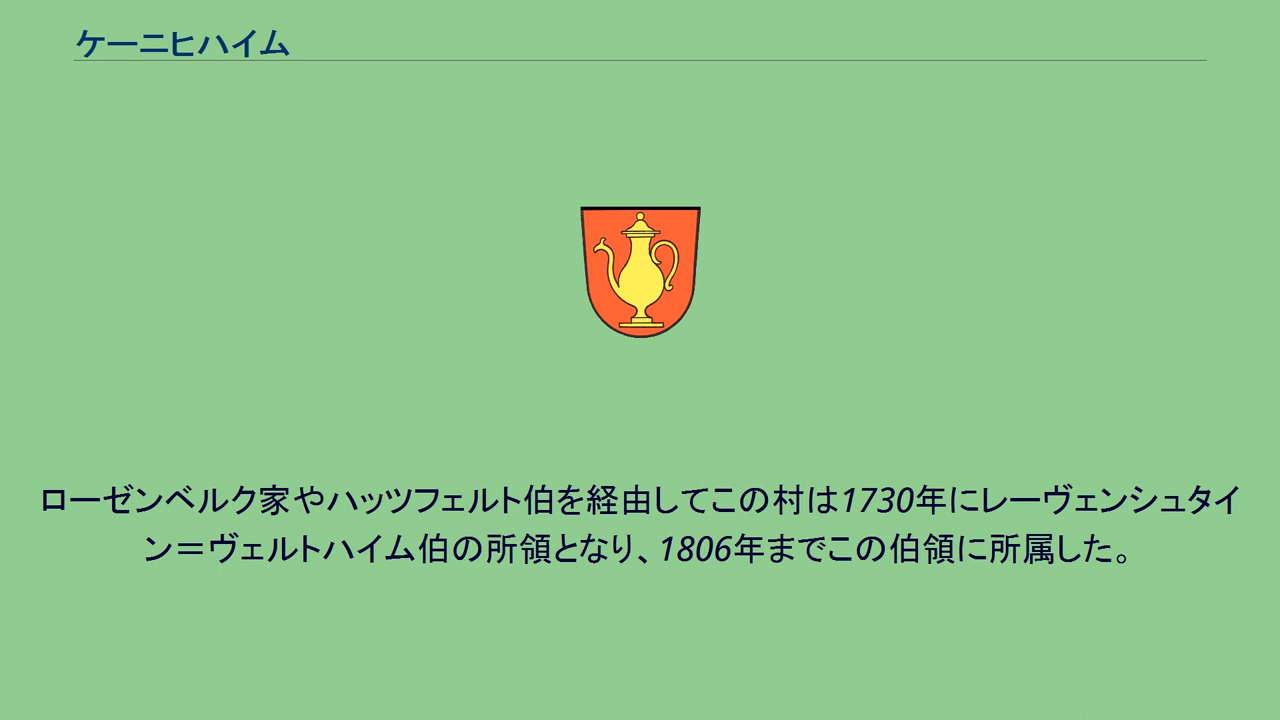 ケーニヒハイム
ローゼンベルク家やハッツフェルト伯を経由してこの村は1730年にレーヴェンシュタイ
ン＝ヴェルトハイム伯の所領となり、1806年までこの伯領に所属した。